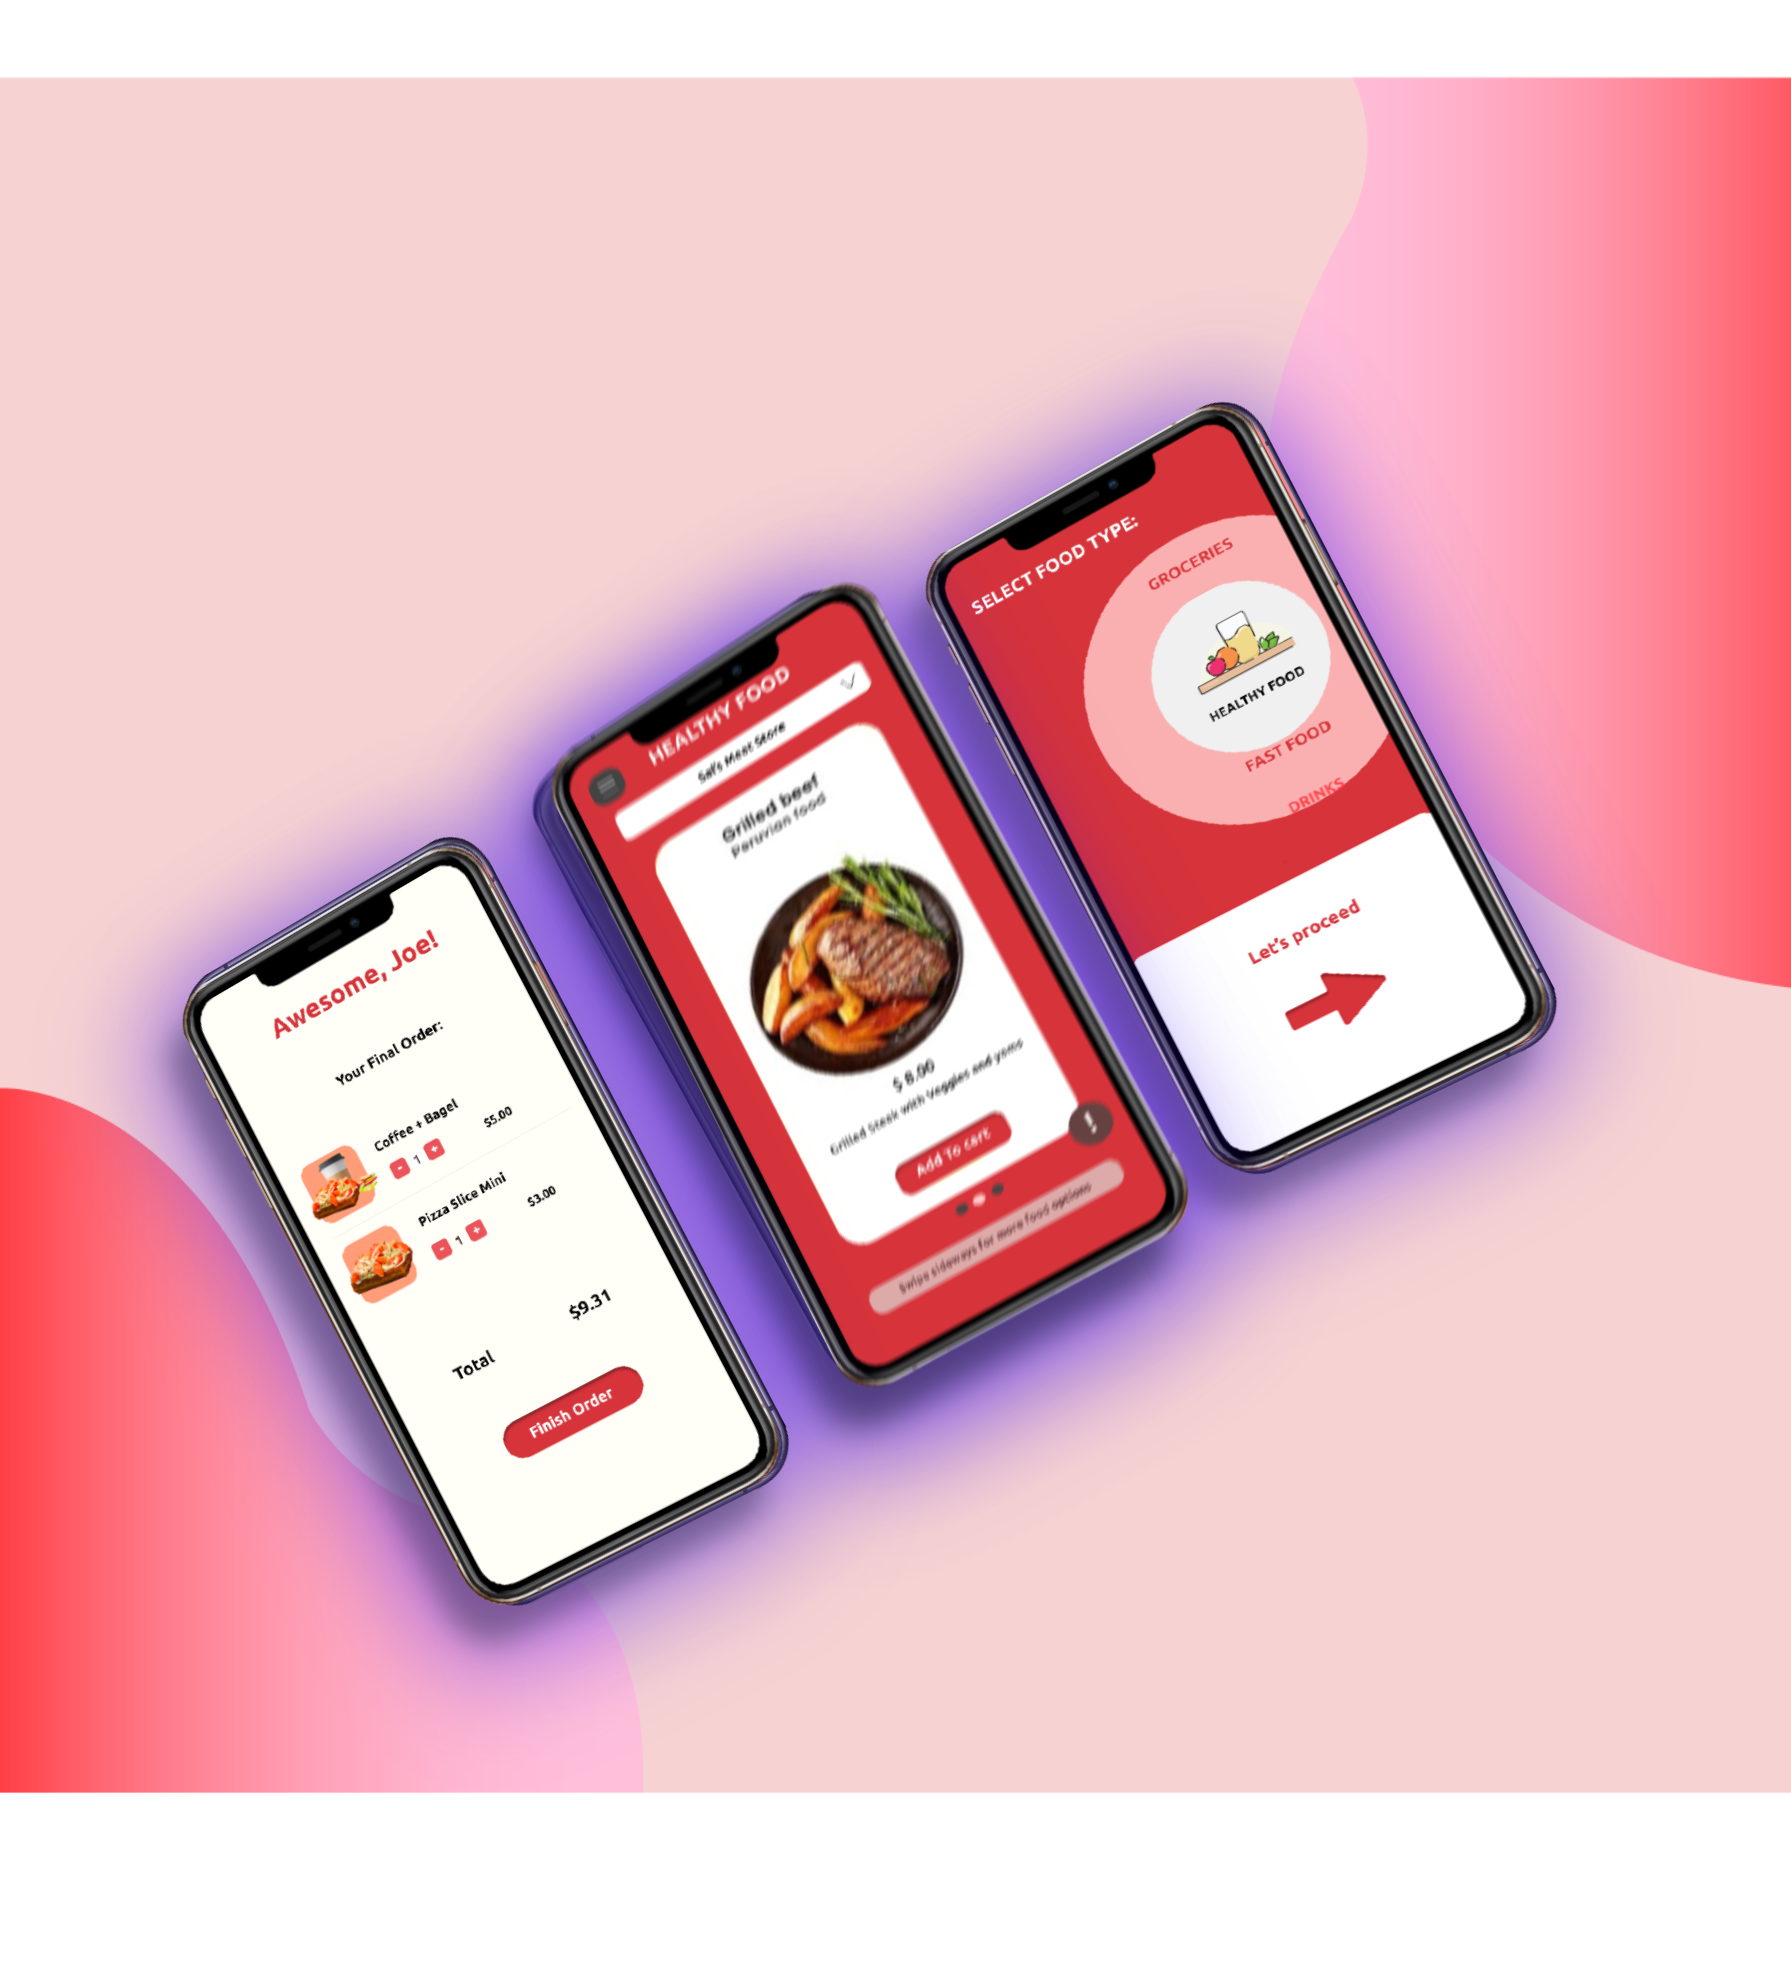 Awesome, Joe!
Your Final Order:
Coffee + Bagel
- 1 +
$5.00
Pizza Slice Mini
- 1 +
$3.00
$9.31
Total
Finish Order
HEALTHY FOOD
Sal's Meat Store
Grilled beef
Peruvian food
$ 8.00
Grilled Steak with Veggies and yams
Add To cart
!
Swipe sideways for more food options
SELECT FOOD TYPE:
GROCERIES
HEALTHY FOOD
FAST FOOD
DRINKS
Let's proceed